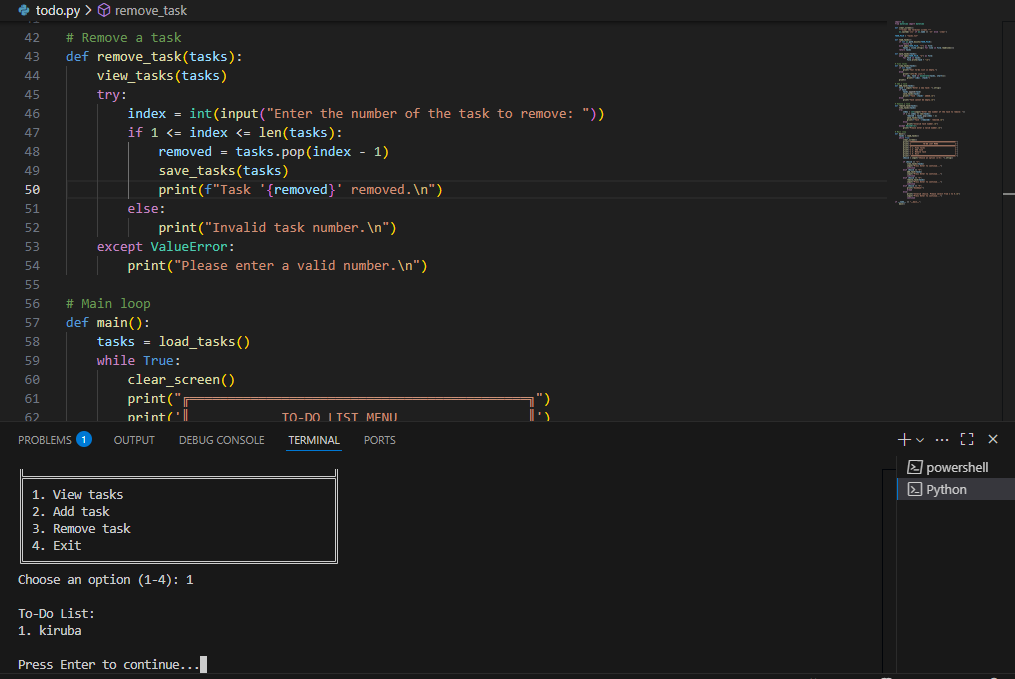 todo.py > remove_task
42 # Remove a task
43 def remove_task(tasks):
44     view_tasks(tasks)
45     try:
46         index = int(input("Enter the number of the task to remove: "))
47         if 1 <= index <= len(tasks):
48             removed = tasks.pop(index - 1)
49             save_tasks(tasks)
50             print(f"Task '{removed}' removed.\n")
51         else:
52             print("Invalid task number.\n")
53     except ValueError:
54         print("Please enter a valid number.\n")
55
56 # Main loop
57 def main():
58     tasks = load_tasks()
59     while True:
60         clear_screen()
61         print("╔════════════════════════════════════════════╗")
62         print('║            TO-DO LIST MENU                 ║')
PROBLEMS 1 OUTPUT DEBUG CONSOLE TERMINAL PORTS
powershell
Python
1. View tasks
2. Add task
3. Remove task
4. Exit
Choose an option (1-4): 1
To-Do List:
1. kiruba
Press Enter to continue...